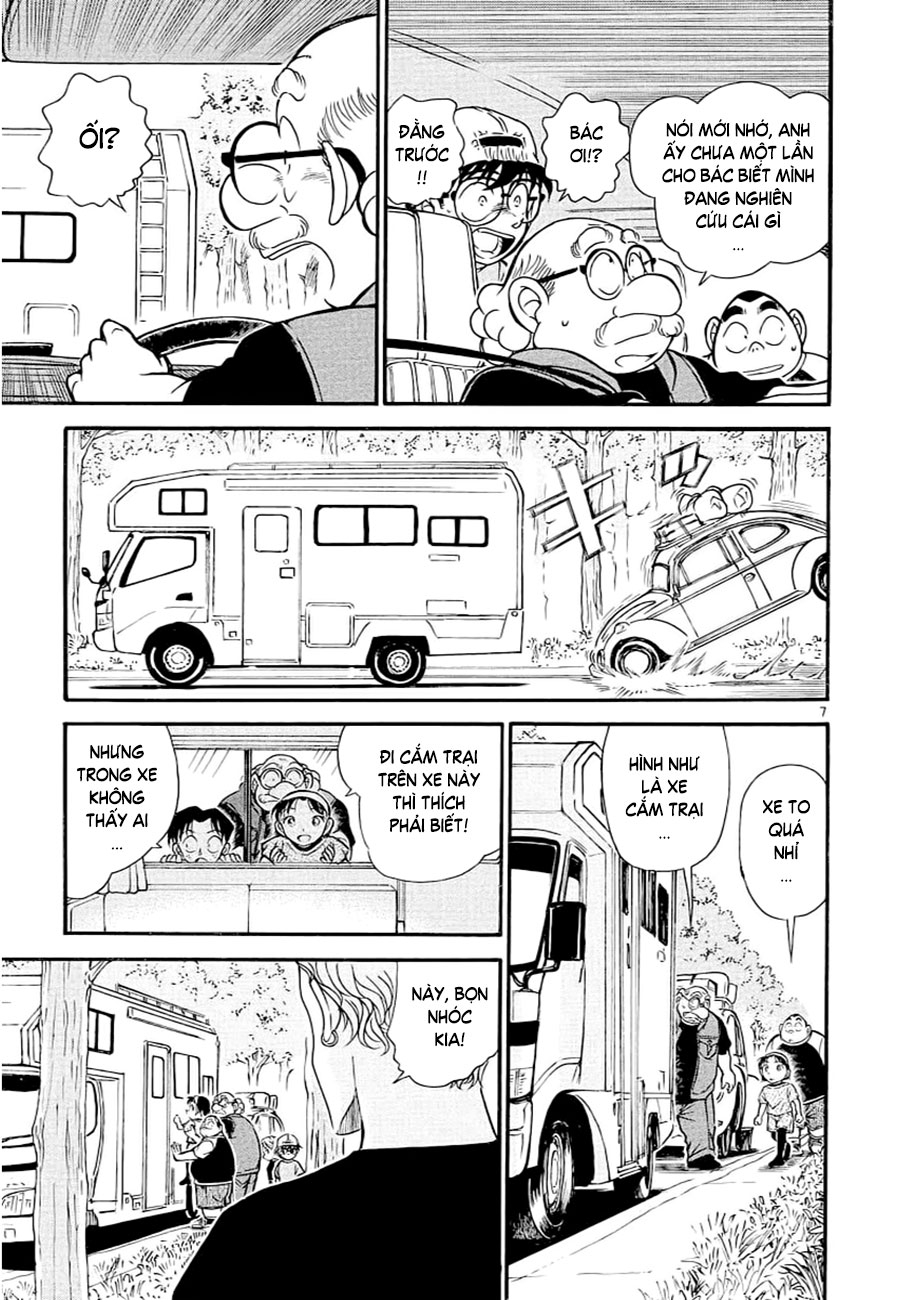 NÓI MỚI NHỚ, ANH
ẤY CHƯA MỘT LẦN
CHO BÁC BIẾT MÌNH
ĐANG NGHIÊN
CỨU CÁI GÌ
...
BÁC
ƠI!?
ĐẰNG
TRƯỚC
!!
ỐI?
キッ
7
XE TO
QUÁ
NHỈ
...
HÌNH NHƯ
LÀ XE
CẮM TRẠI
...
ĐI CẮM TRẠI
TRÊN XE NÀY
THÌ THÍCH
PHẢI BIẾT!
NHƯNG
TRONG XE
KHÔNG
THẤY AI
...
NÀY, BỌN
NHÓC
KIA!